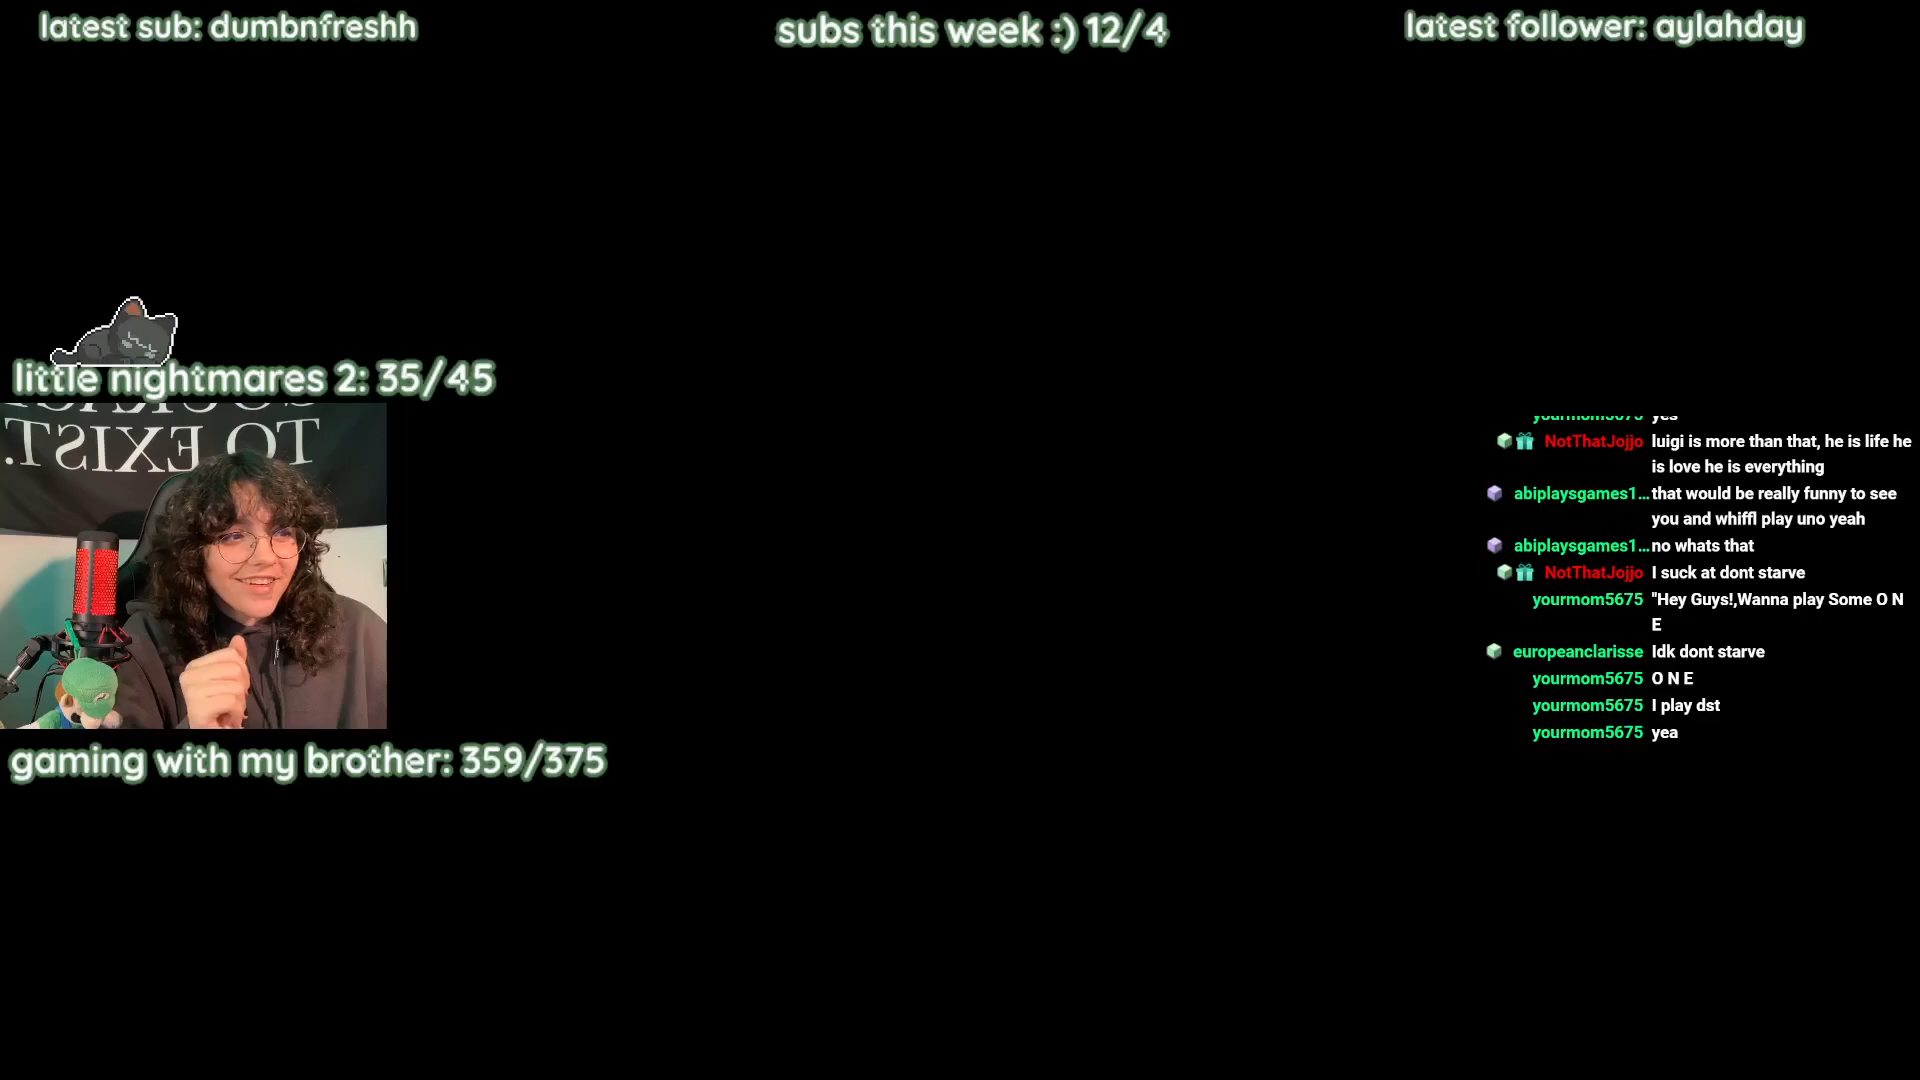 latest sub: dumbnfreshh
subs this week :) 12/4
latest follower: aylahday
little nightmares 2: 35/45
TO EXIST.
gaming with my brother: 359/375
yourmom5675 yes
NotThatJojjo luigi is more than that, he is life he
is love he is everything
abiplaysgames1... that would be really funny to see
you and whiffl play uno yeah
abiplaysgames1... no whats that
NotThatJojjo I suck at dont starve
yourmom5675 "Hey Guys!,Wanna play Some O N
E
europeanclarisse Idk dont starve
yourmom5675 O N E
yourmom5675 I play dst
yourmom5675 yea